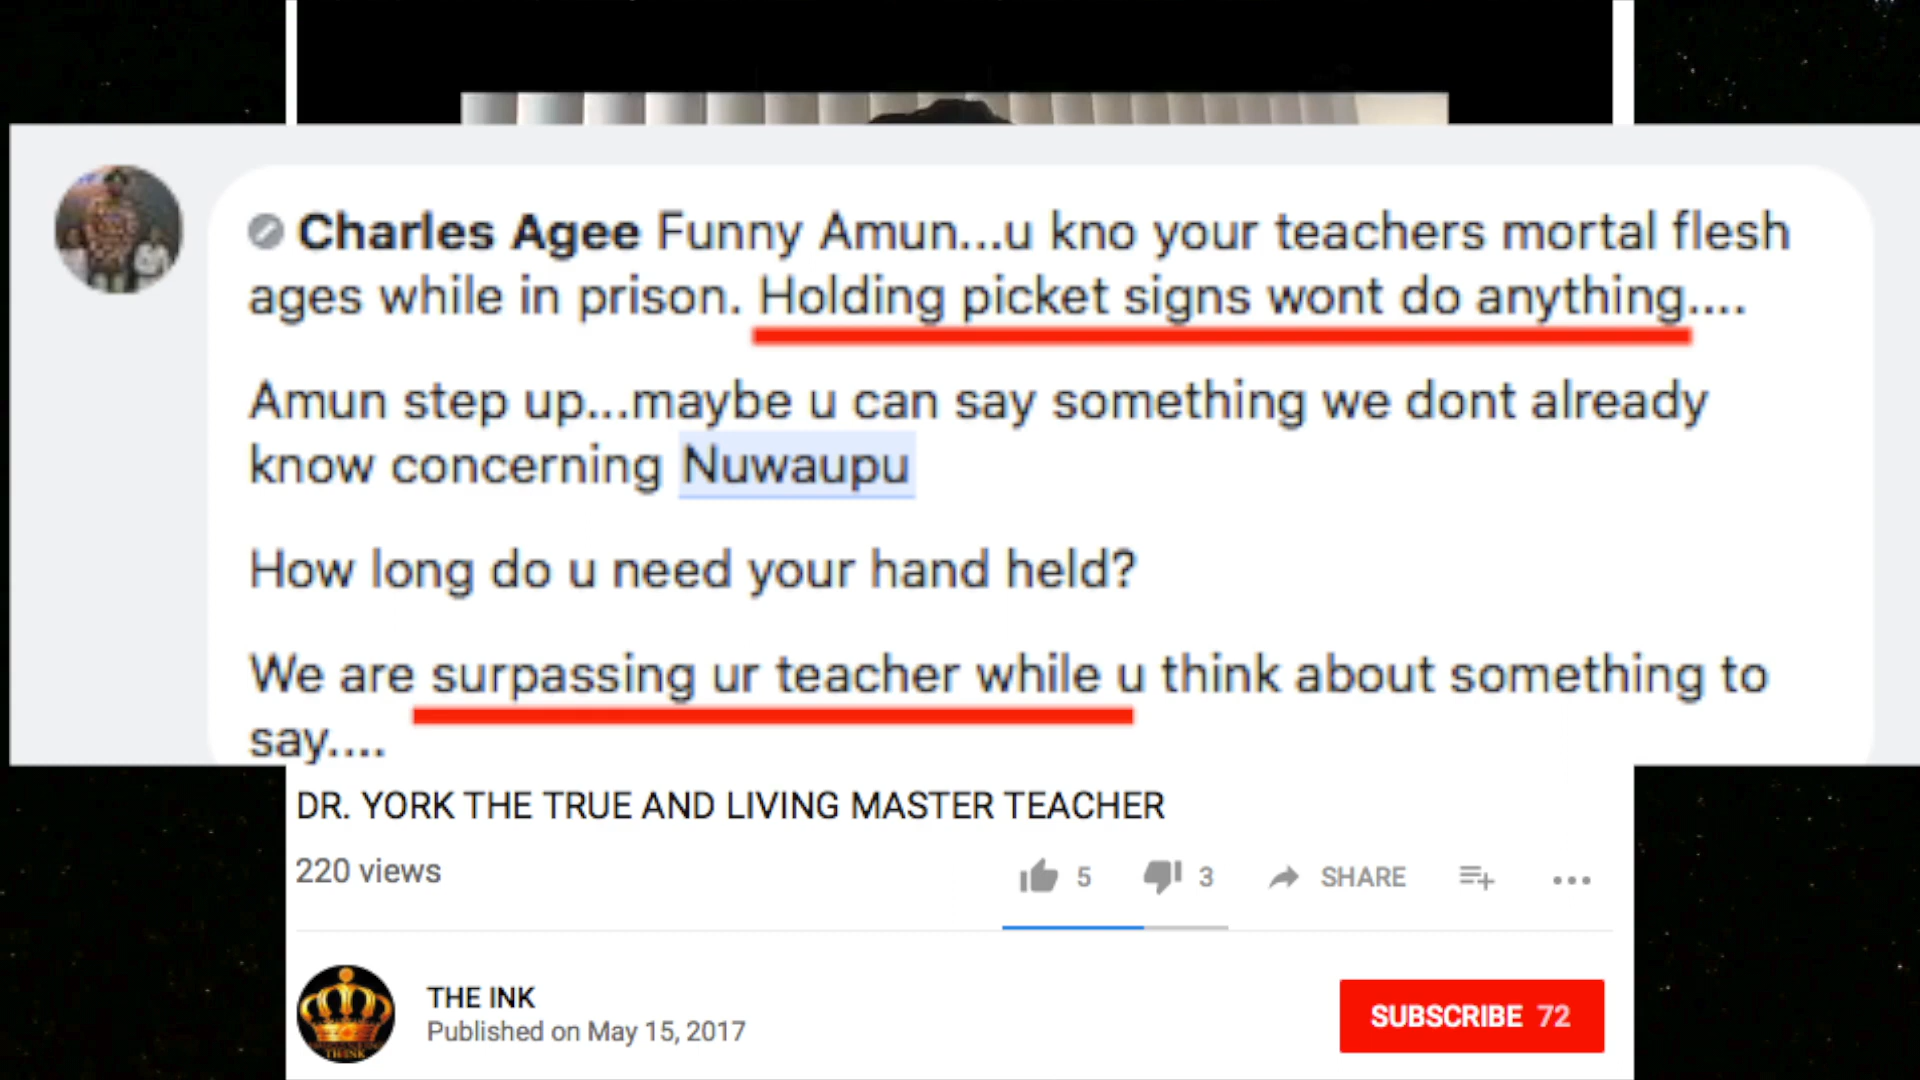 Charles Agee Funny Amun...u kno your teachers mortal flesh
ages while in prison. Holding picket signs wont do anything....
Amun step up...maybe u can say something we dont already
know concerning Nuwaupu
How long do u need your hand held?
We are surpassing ur teacher while u think about something to
say....
DR. YORK THE TRUE AND LIVING MASTER TEACHER
220 views
5
3
SHARE
THE INK
Published on May 15, 2017
SUBSCRIBE 72